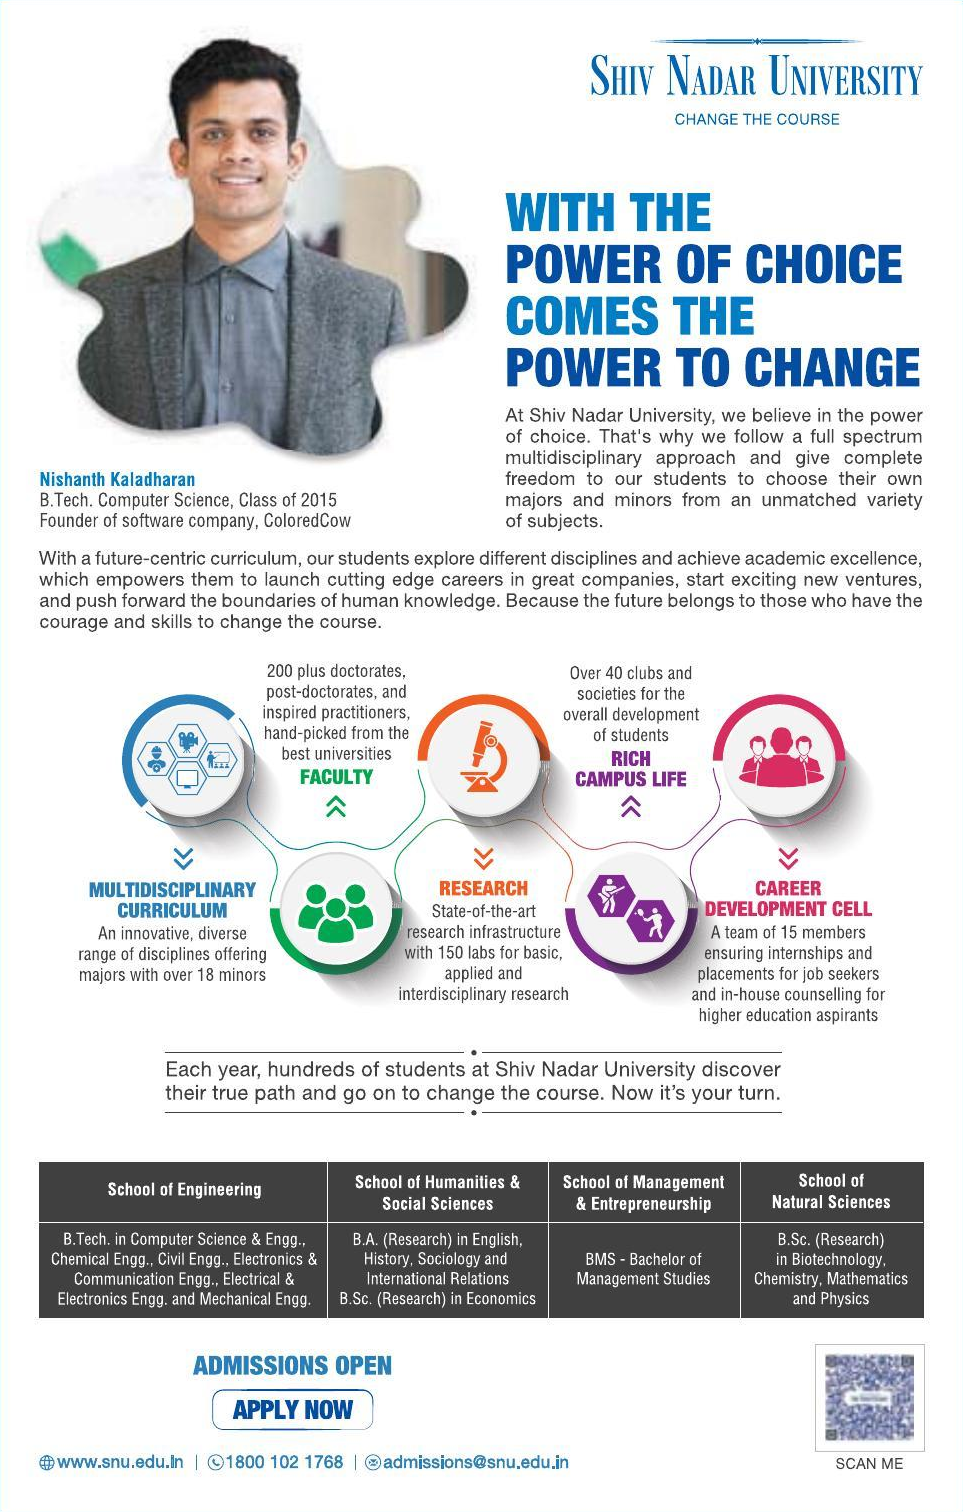 SHIV NADAR UNIVERSITY
CHANGE THE COURSE
WITH THE
POWER OF CHOICE
COMES THE
POWER TO CHANGE
At Shiv Nadar University, we believe in the power
of choice. That's why we follow a full spectrum
multidisciplinary approach and give complete
freedom to our students to choose their own
majors and minors from an unmatched variety
of subjects.
Nishanth Kaladharan
B.Tech. Computer Science, Class of 2015
Founder of software company, ColoredCow
With a future-centric curriculum, our students explore different disciplines and achieve academic excellence,
which empowers them to launch cutting edge careers in great companies, start exciting new ventures,
and push forward the boundaries of human knowledge. Because the future belongs to those who have the
courage and skills to change the course.
200 plus doctorates,
post-doctorates, and
inspired practitioners,
hand-picked from the
best universities
FACULTY
Over 40 clubs and
societies for the
overall development
of students
RICH
CAMPUS LIFE
MULTIDISCIPLINARY
CURRICULUM
An innovative, diverse
range of disciplines offering
majors with over 18 minors
RESEARCH
State-of-the-art
research infrastructure
with 150 labs for basic,
applied and
interdisciplinary research
CAREER
DEVELOPMENT CELL
A team of 15 members
ensuring internships and
placements for job seekers
and in-house counselling for
higher education aspirants
Each year, hundreds of students at Shiv Nadar University discover
their true path and go on to change the course. Now it's your turn.
School of Engineering
B.Tech. in Computer Science & Engg.,
Chemical Engg., Civil Engg., Electronics &
Communication Engg., Electrical &
Electronics Engg. and Mechanical Engg.
School of Humanities &
Social Sciences
B.A. (Research) in English,
History, Sociology and
International Relations
B.Sc. (Research) in Economics
School of Management
& Entrepreneurship
BMS - Bachelor of
Management Studies
School of
Natural Sciences
B.Sc. (Research)
in Biotechnology,
Chemistry, Mathematics
and Physics
ADMISSIONS OPEN
APPLY NOW
www.snu.edu.in | 1800 102 1768 | admissions@snu.edu.in
SCAN ME